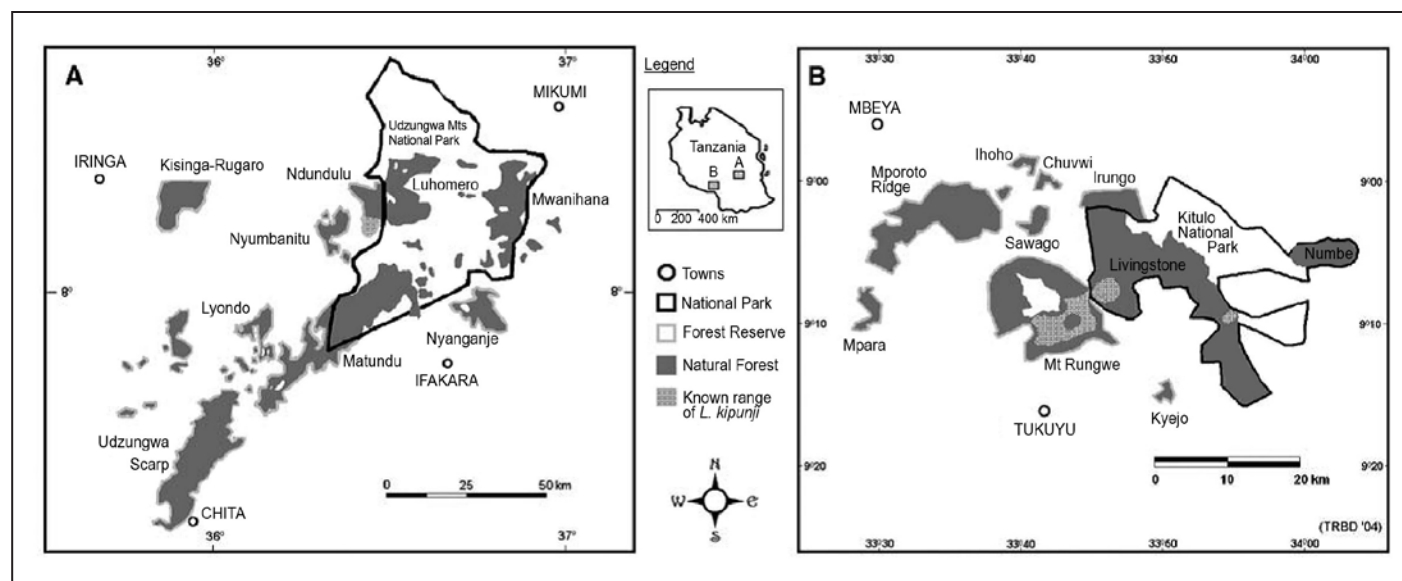 A
36°
37°
MIKUMI
Udzungwa Mts
National Park
IRINGA
Kisinga-Rugaro
Ndundulu
Luhomero
Mwanihana
Nyumbanitu
8°
8°
Lyondo
Nyanganje
Matundu
IFAKARA
Udzungwa
Scarp
0 25 50 km
CHITA
36°
37°
Legend
Tanzania
B A
0 200 400 km
Towns
National Park
Forest Reserve
Natural Forest
Known range
of L. kipunji
N
W e
S
B
33°30
33°40
33°50
34°00
MBEYA
Ihoho
Chuvwi
Mporoto
Ridge
Irungo
9°00
9°00
Kitulo
National
Park
Sawago
Livingstone
Numbe
9°10
9°10
Mpara
Mt Rungwe
Kyejo
TUKUYU
0 10 20 km
9°20
9°20
(TRBD '04)
33°30
33°40
33°50
34°00